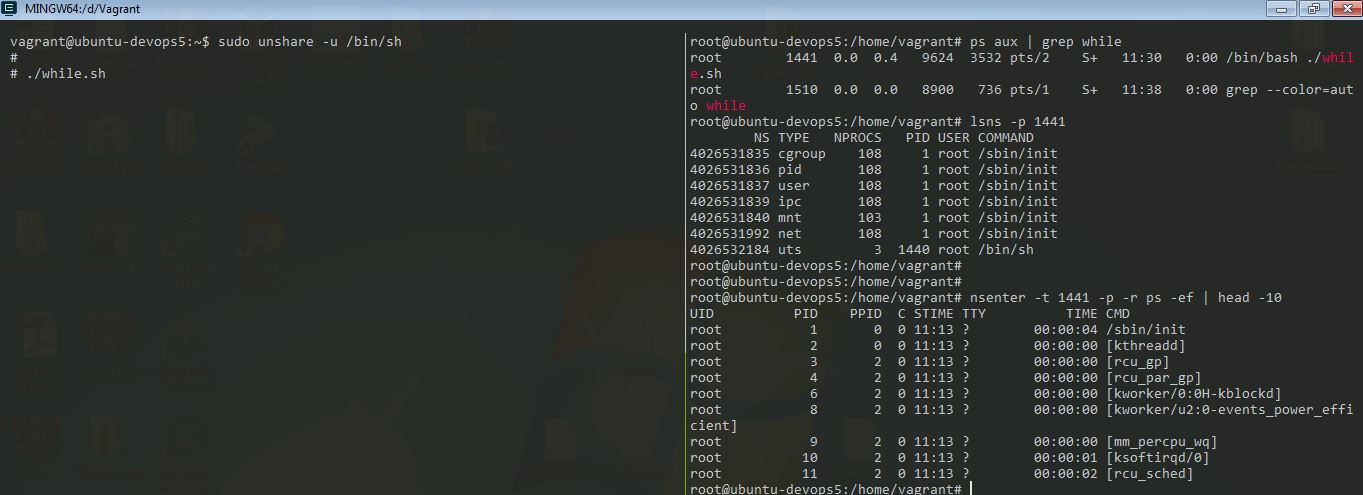 MINGW64:/d/Vagrant
vagrant@ubuntu-devops5:~$ sudo unshare -u /bin/sh
#
# ./while.sh
root@ubuntu-devops5:/home/vagrant# ps aux | grep while
root        1441  0.0  0.4   9624  3532 pts/2    S+   11:30   0:00 /bin/bash ./whil
e.sh
root        1510  0.0  0.0   8900   736 pts/1    S+   11:38   0:00 grep --color=aut
o while
root@ubuntu-devops5:/home/vagrant# lsns -p 1441
        NS TYPE   NPROCS   PID USER COMMAND
4026531835 cgroup    108     1 root /sbin/init
4026531836 pid       108     1 root /sbin/init
4026531837 user      108     1 root /sbin/init
4026531839 ipc       108     1 root /sbin/init
4026531840 mnt       103     1 root /sbin/init
4026531992 net       108     1 root /sbin/init
4026532184 uts         3  1440 root /bin/sh
root@ubuntu-devops5:/home/vagrant#
root@ubuntu-devops5:/home/vagrant#
root@ubuntu-devops5:/home/vagrant# nsenter -t 1441 -p -r ps -ef | head -10
UID          PID    PPID  C STIME TTY          TIME CMD
root           1       0  0 11:13 ?        00:00:04 /sbin/init
root           2       0  0 11:13 ?        00:00:00 [kthreadd]
root           3       2  0 11:13 ?        00:00:00 [rcu_gp]
root           4       2  0 11:13 ?        00:00:00 [rcu_par_gp]
root           6       2  0 11:13 ?        00:00:00 [kworker/0:0H-kblockd]
root           8       2  0 11:13 ?        00:00:00 [kworker/u2:0-events_power_effi
cient]
root           9       2  0 11:13 ?        00:00:00 [mm_percpu_wq]
root          10       2  0 11:13 ?        00:00:01 [ksoftirqd/0]
root          11       2  0 11:13 ?        00:00:02 [rcu_sched]
root@ubuntu-devops5:/home/vagrant#